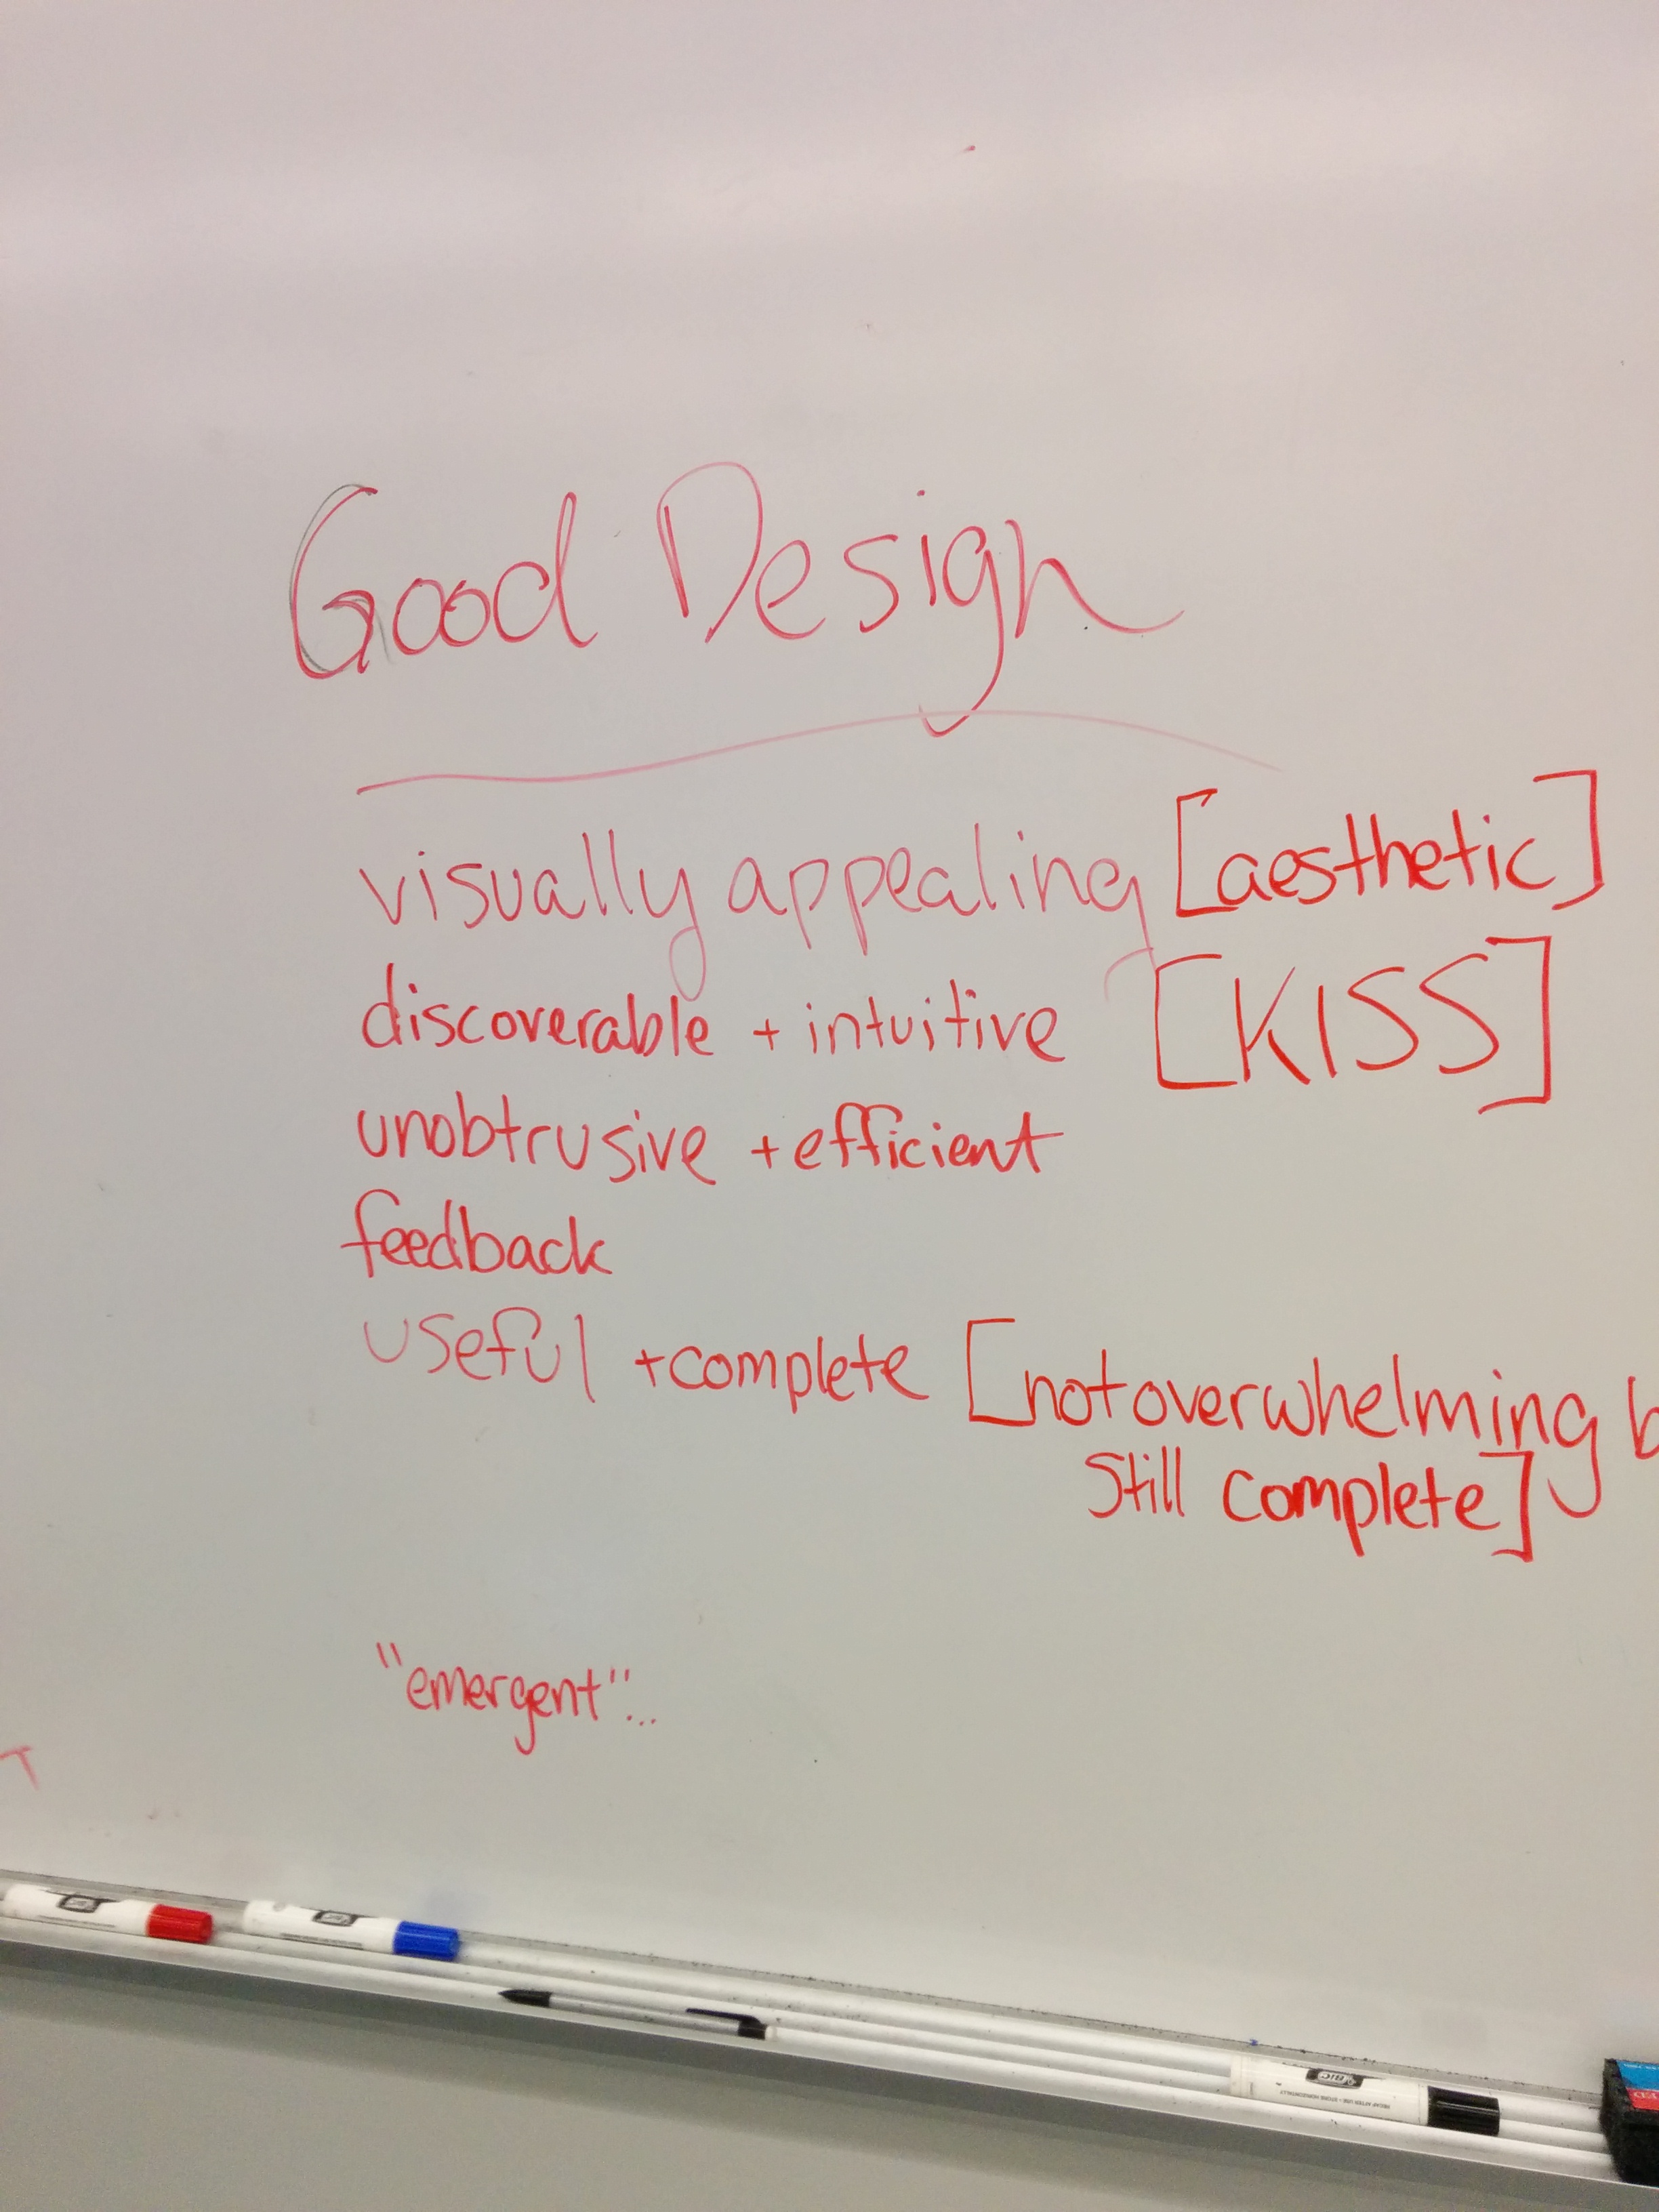 Good Design
visually appealing [aesthetic]
discoverable + intuitive [KISS]
unobtrusive + efficient
feedback
useful + complete [not overwhelming b
Still complete]
"emergent"...
BIC